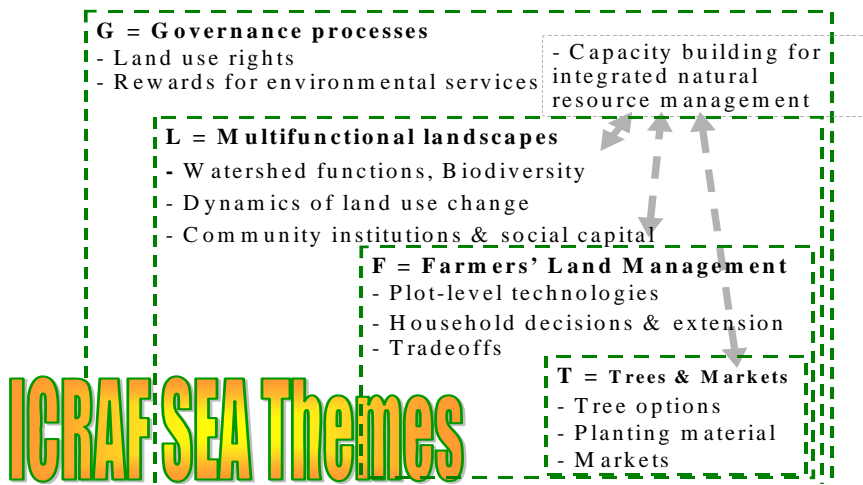 G = Governance processes
- Land use rights
- Rewards for environmental services
- Capacity building for
integrated natural
resource management
L = Multifunctional landscapes
- Watershed functions, Biodiversity
- Dynamics of land use change
- Community institutions & social capital
F = Farmers' Land Management
- Plot-level technologies
- Household decisions & extension
- Tradeoffs
T = Trees & Markets
- Tree options
- Planting material
- Markets
ICRAF SEA Themes